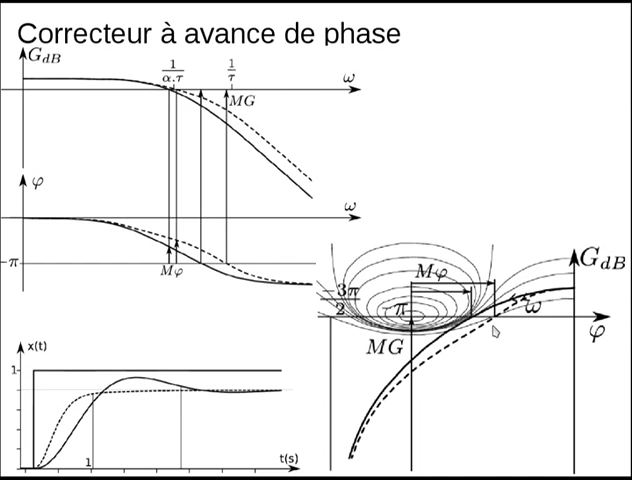 Correcteur à avance de phase
G_dB
1/α.τ
1/τ
ω
MG
φ
ω
-π
Mφ
x(t)
1
1
t(s)
G_dB
Mφ
-3π/2
-π
ω
φ
MG